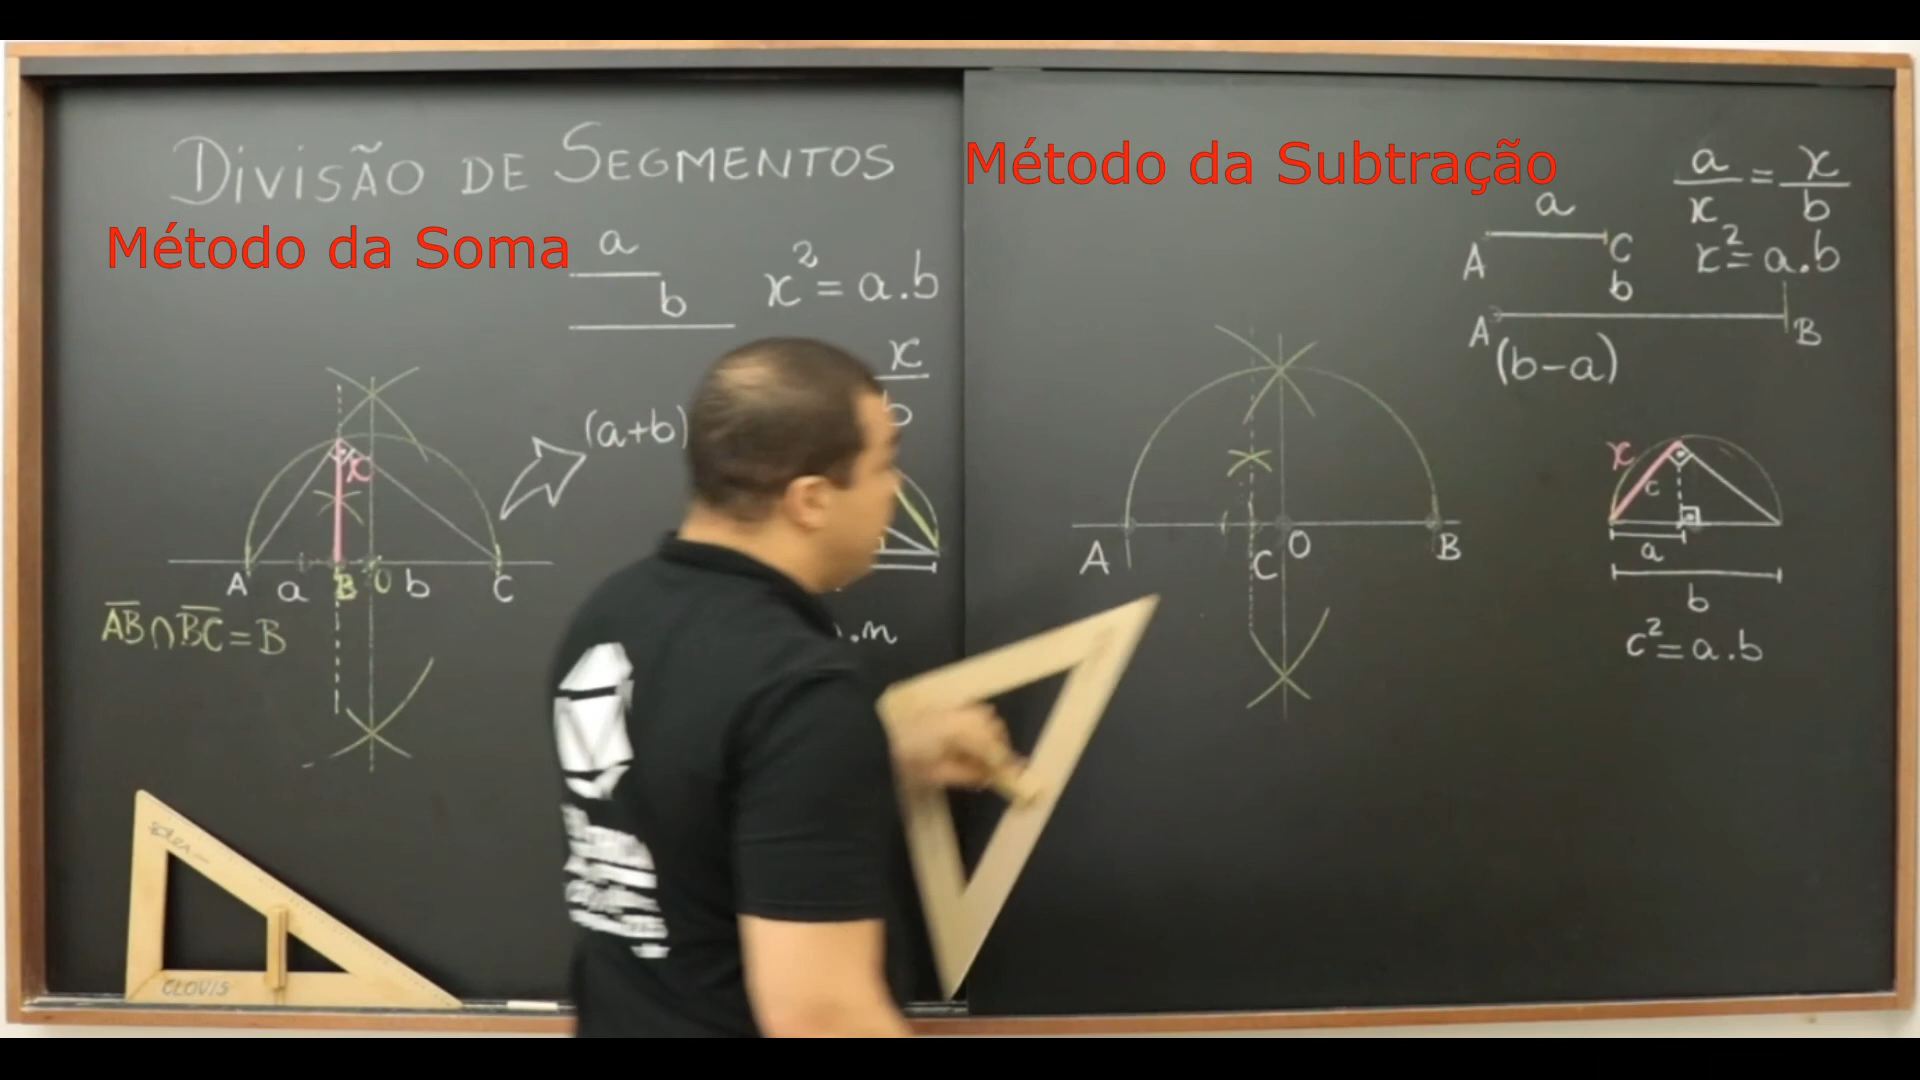 DIVISÃO DE SEGMENTOS
Método da Soma
a
b
x² = a.b
x
b
(a+b)
x
A a B O b C
AB∩BC=B
.n
Método da Subtração
a/x = x/b
x²=a.b
a
A C
b
A B
(b-a)
A C O B
x
c
a
b
c²=a.b
CLOVIS